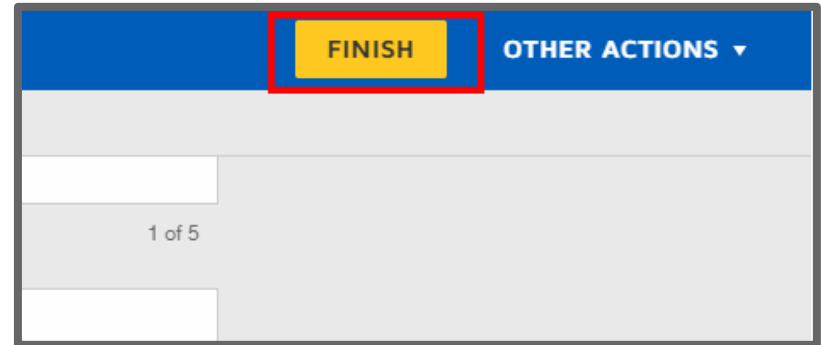 FINISH OTHER ACTIONS ▼
1 of 5